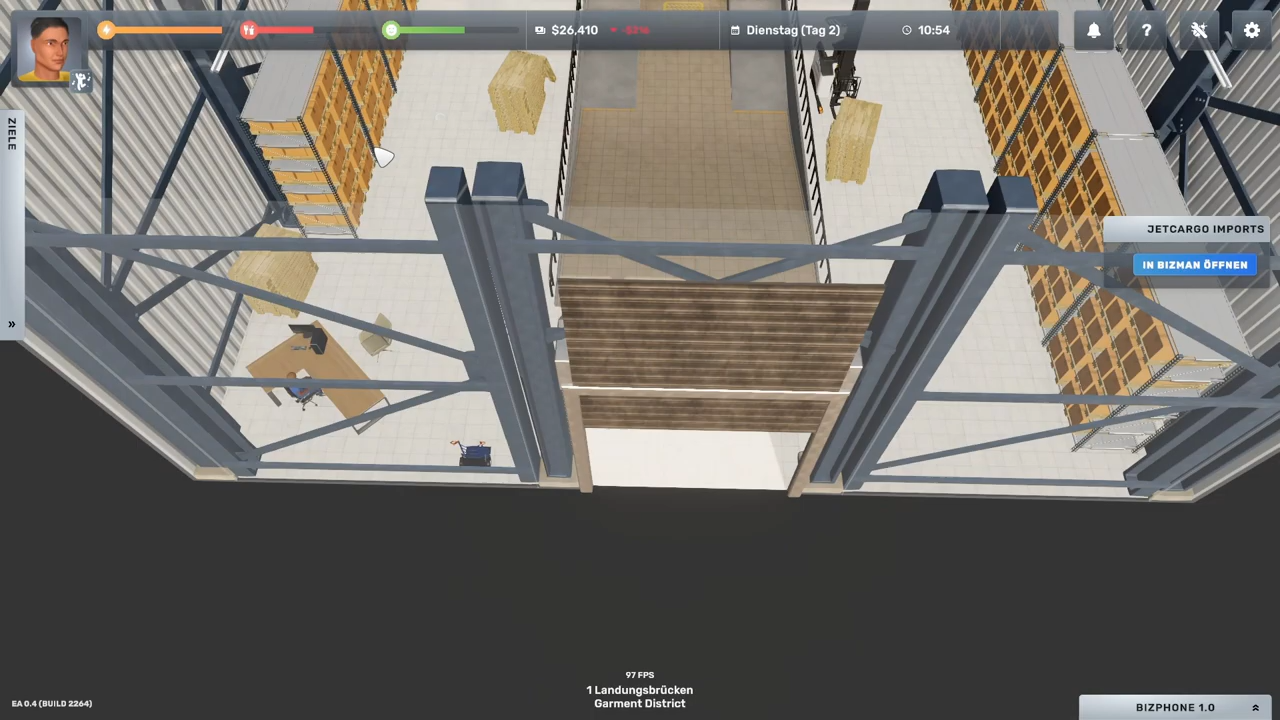 $26,410
-$216
Dienstag (Tag 2)
10:54
?
ZIELE
»
JETCARGO IMPORTS
IN BIZMAN ÖFFNEN
97 FPS
1 Landungsbrücken
Garment District
EA 0.4 (BUILD 2264)
BIZPHONE 1.0